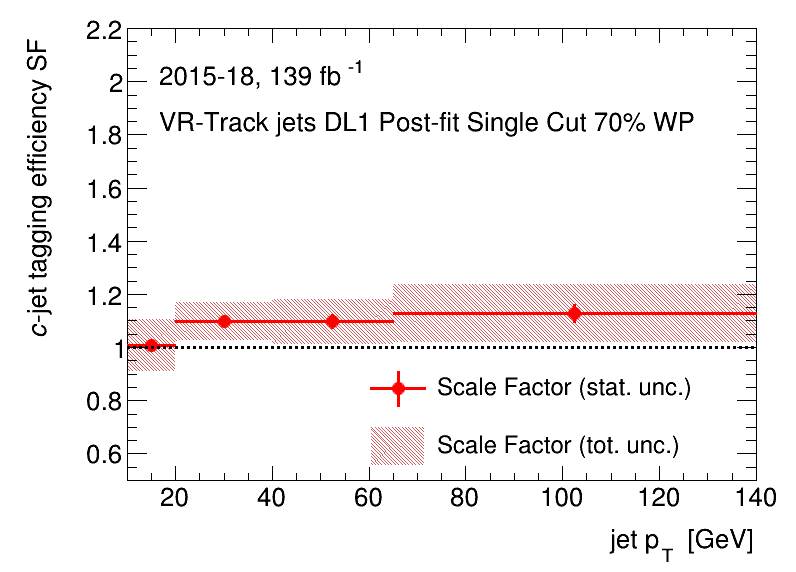 c-jet tagging efficiency SF
2.2
2
1.8
1.6
1.4
1.2
1
0.8
0.6
2015-18, 139 fb -1
VR-Track jets DL1 Post-fit Single Cut 70% WP
Scale Factor (stat. unc.)
Scale Factor (tot. unc.)
20 40 60 80 100 120 140
jet pT [GeV]